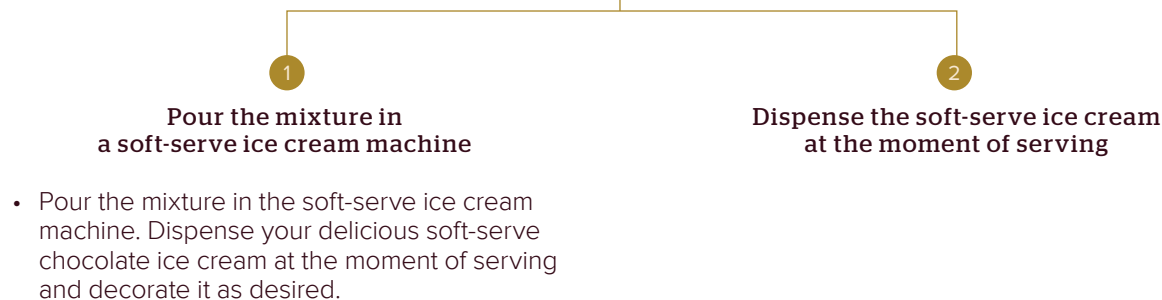 1
Pour the mixture in
a soft-serve ice cream machine
• Pour the mixture in the soft-serve ice cream
machine. Dispense your delicious soft-serve
chocolate ice cream at the moment of serving
and decorate it as desired.
2
Dispense the soft-serve ice cream
at the moment of serving